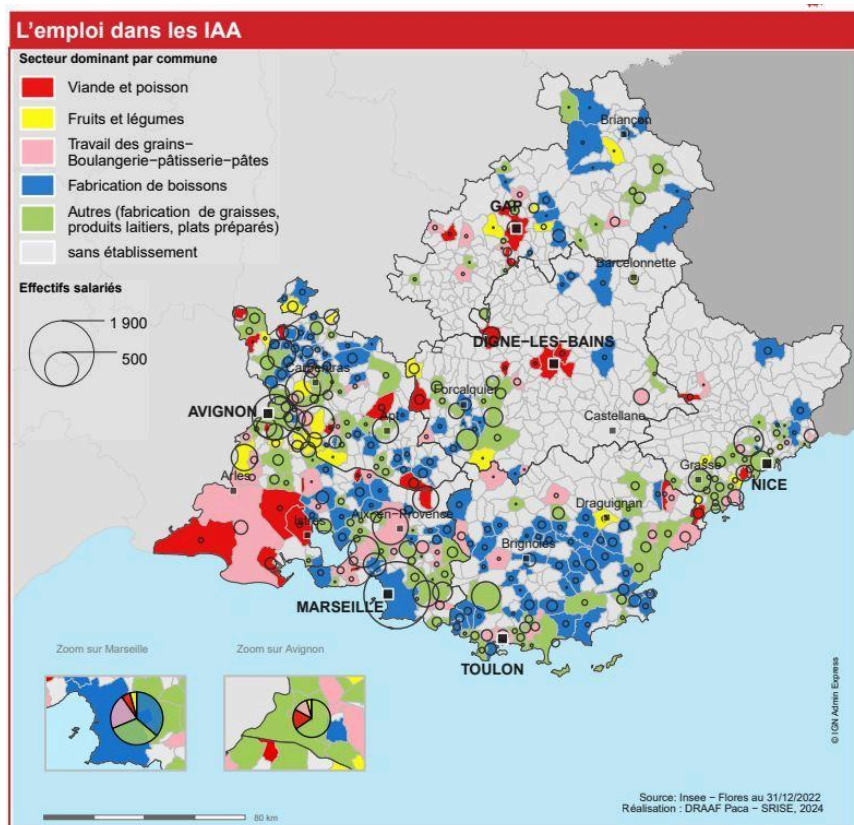 L'emploi dans les IAA
Secteur dominant par commune
Viande et poisson
Fruits et légumes
Travail des grains-
Boulangerie-pâtisserie-pâtes
Fabrication de boissons
Autres (fabrication de graisses,
produits laitiers, plats préparés)
sans établissement
Effectifs salariés
1 900
500
Briançon
GAP
Barcelonnette
DIGNE-LES-BAINS
Carpentras
Forcalquier
AVIGNON
Apt
Castellane
Arles
Grasse
NICE
Istres
Aix-en-Provence
Draguignan
Brignoles
MARSEILLE
TOULON
Zoom sur Marseille
Zoom sur Avignon
80 km
© IGN Admin Express
Source: Insee - Flores au 31/12/2022
Réalisation : DRAAF Paca - SRISE, 2024